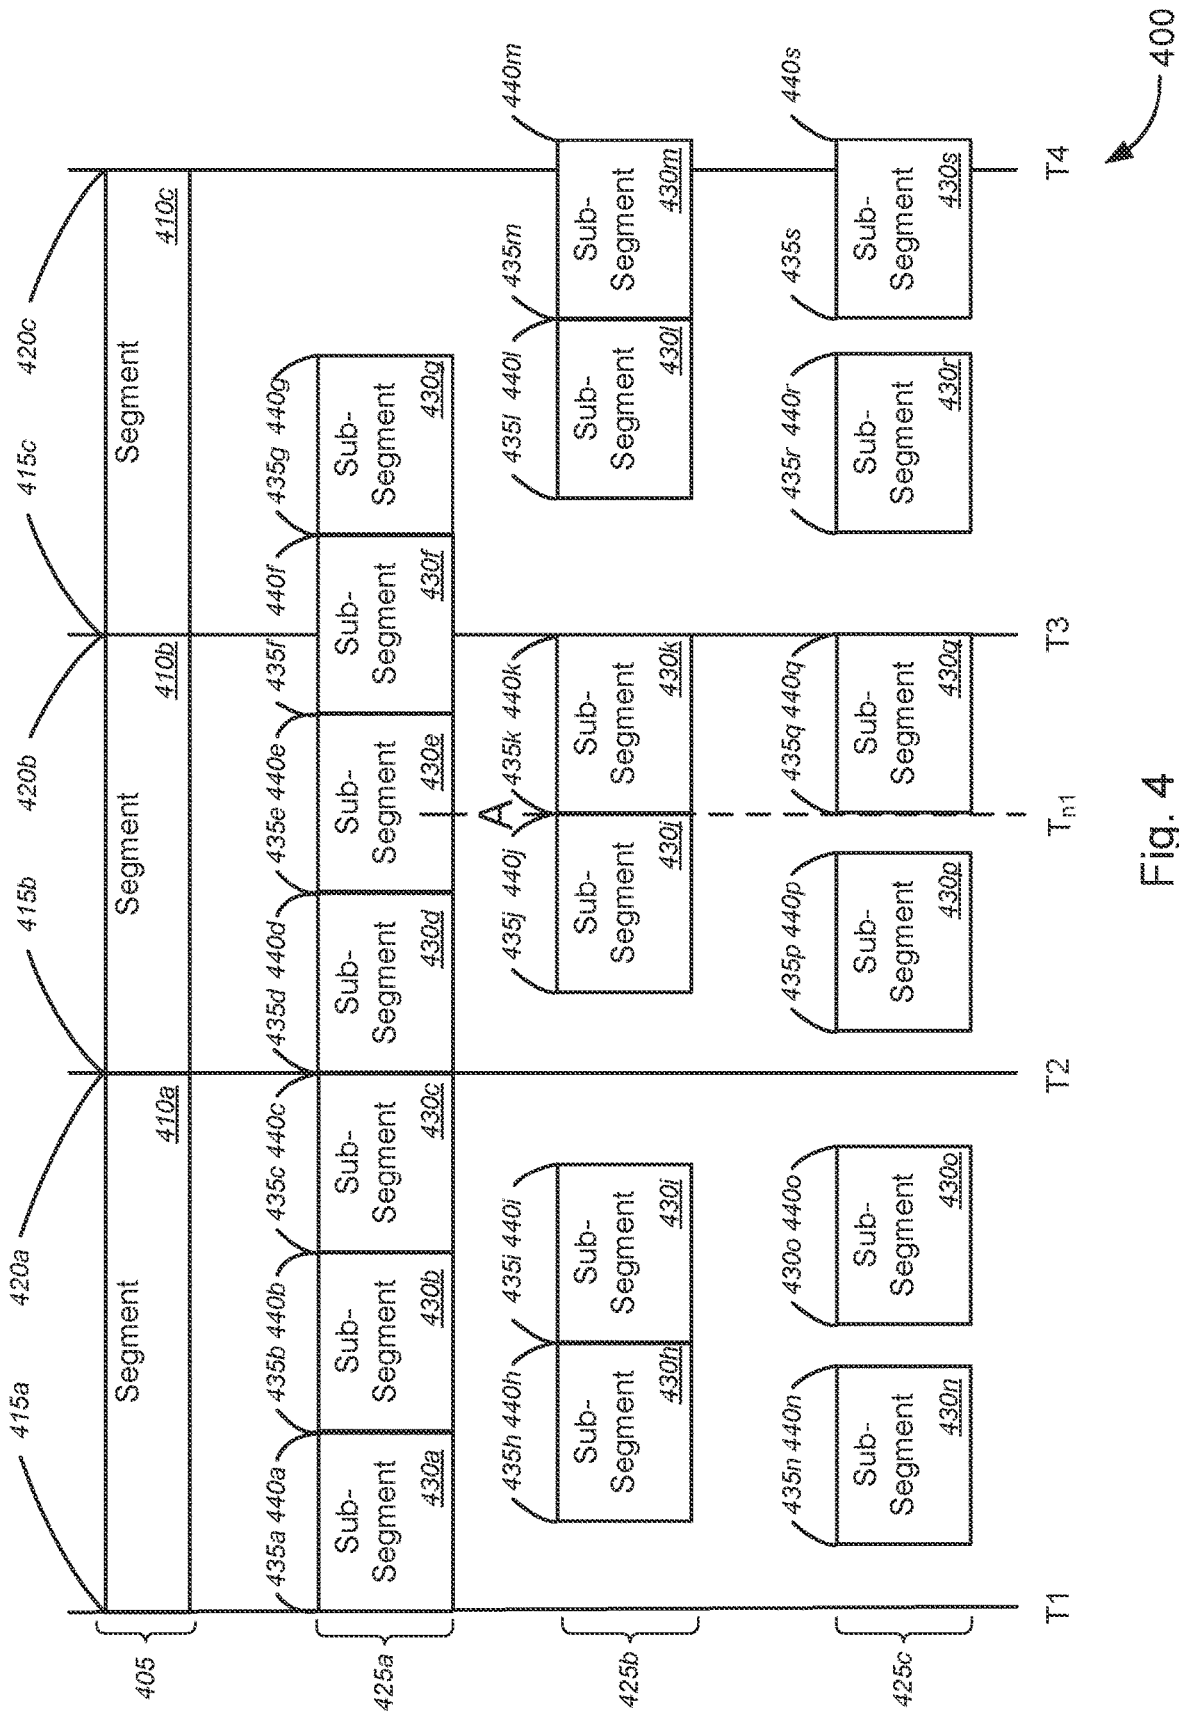 415a 420a 415b 420b 415c 420c
405
Segment 410a
Segment 410b
Segment 410c
435a 440a 435b 440b 435c 440c 435d 440d 435e 440e 435f 440f 435g 440g
425a
Sub-
Segment
430a
Sub-
Segment
430b
Sub-
Segment
430c
Sub-
Segment
430d
Sub-
Segment
430e
Sub-
Segment
430f
Sub-
Segment
430g
A
435h 440h 435i 440i 435j 440j 435k 440k 435l 440l 435m 440m
425b
Sub-
Segment
430h
Sub-
Segment
430i
Sub-
Segment
430j
Sub-
Segment
430k
Sub-
Segment
430l
Sub-
Segment
430m
435n 440n 430o 440o 435p 440p 435q 440q 435r 440r 435s 440s
425c
Sub-
Segment
430n
Sub-
Segment
430o
Sub-
Segment
430p
Sub-
Segment
430q
Sub-
Segment
430r
Sub-
Segment
430s
T1 T2 Tn1 T3 T4
Fig. 4
400